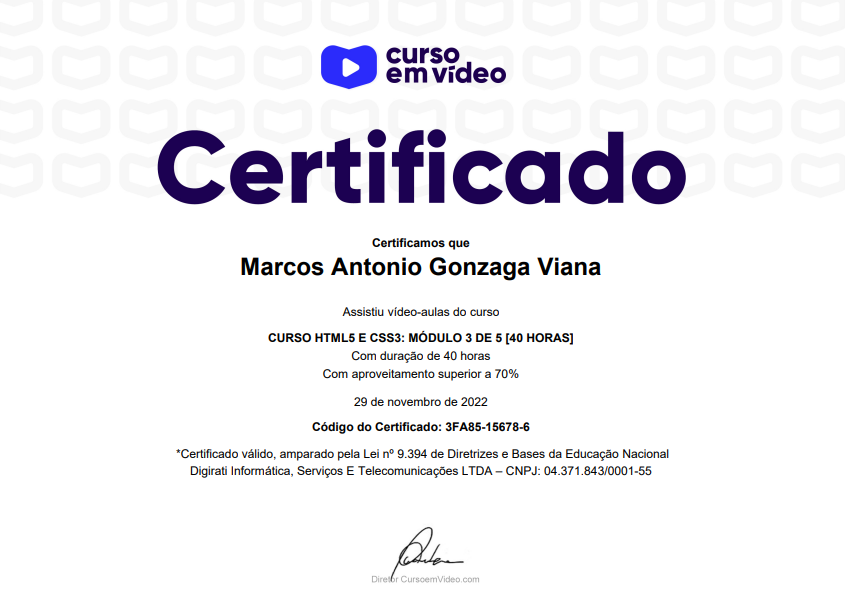 curso
em vídeo
Certificado
Certificamos que
Marcos Antonio Gonzaga Viana
Assistiu vídeo-aulas do curso
CURSO HTML5 E CSS3: MÓDULO 3 DE 5 [40 HORAS]
Com duração de 40 horas
Com aproveitamento superior a 70%
29 de novembro de 2022
Código do Certificado: 3FA85-15678-6
*Certificado válido, amparado pela Lei nº 9.394 de Diretrizes e Bases da Educação Nacional
Digirati Informática, Serviços E Telecomunicações LTDA – CNPJ: 04.371.843/0001-55
Diretor CursoemVideo.com